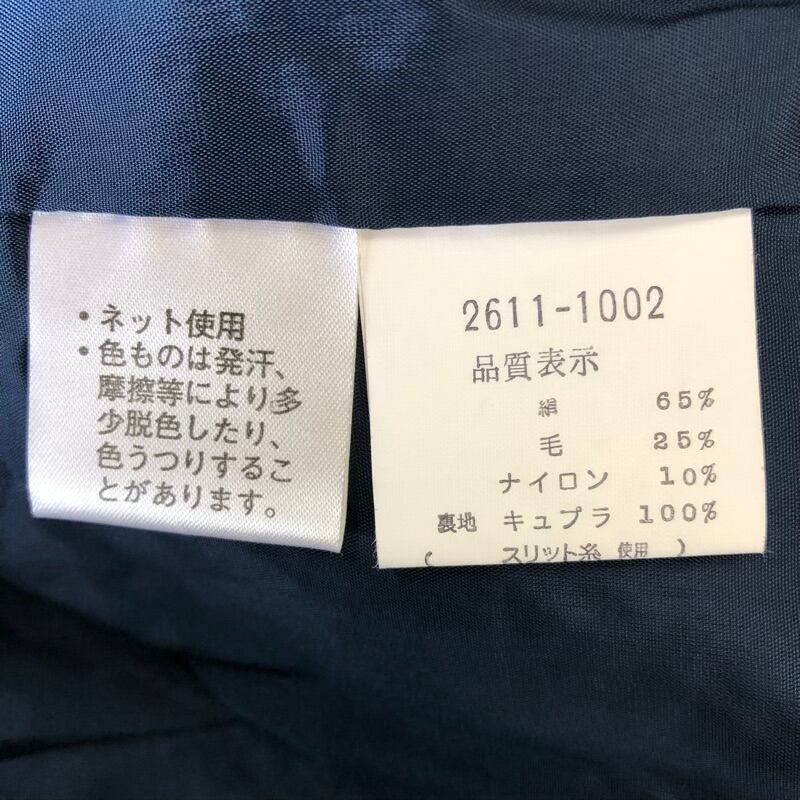 ・ネット使用
・色ものは発汗、
摩擦等により多
少脱色したり、
色うつりするこ
とがあります。
2611-1002
品質表示
絹 65%
毛 25%
ナイロン 10%
裏地 キュプラ 100%
( スリット糸 使用 )